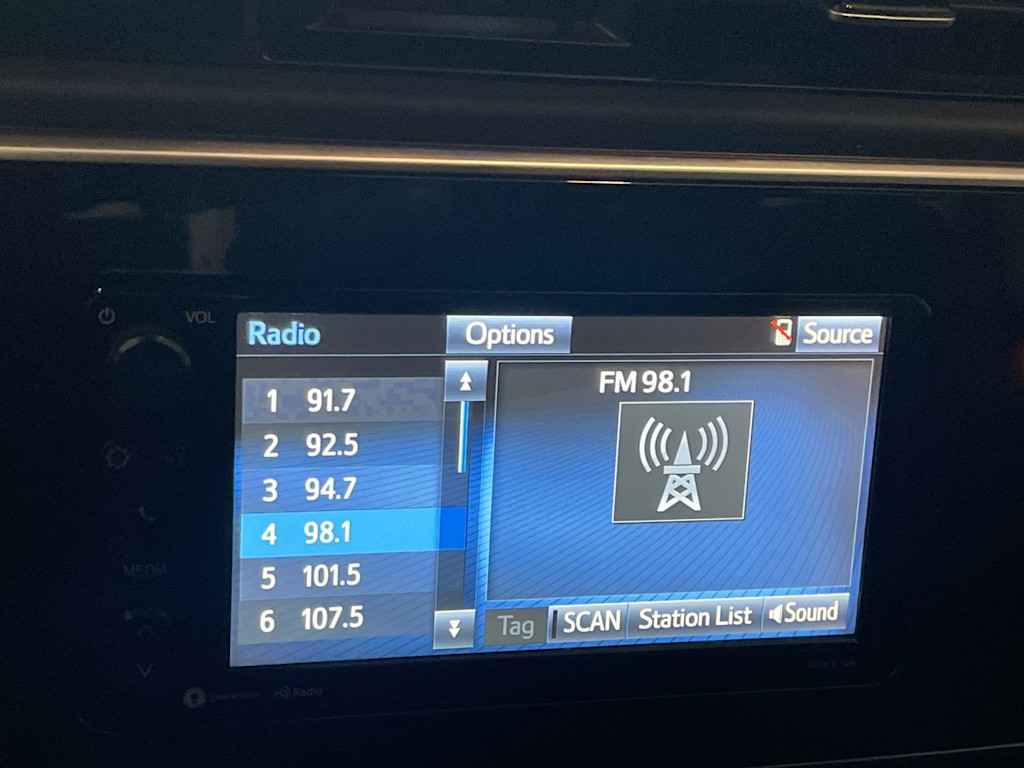 VOL
Radio
Options
Source
1 91.7
2 92.5
3 94.7
4 98.1
5 101.5
6 107.5
FM 98.1
Tag
SCAN
Station List
Sound
MEDIA
HD Radio